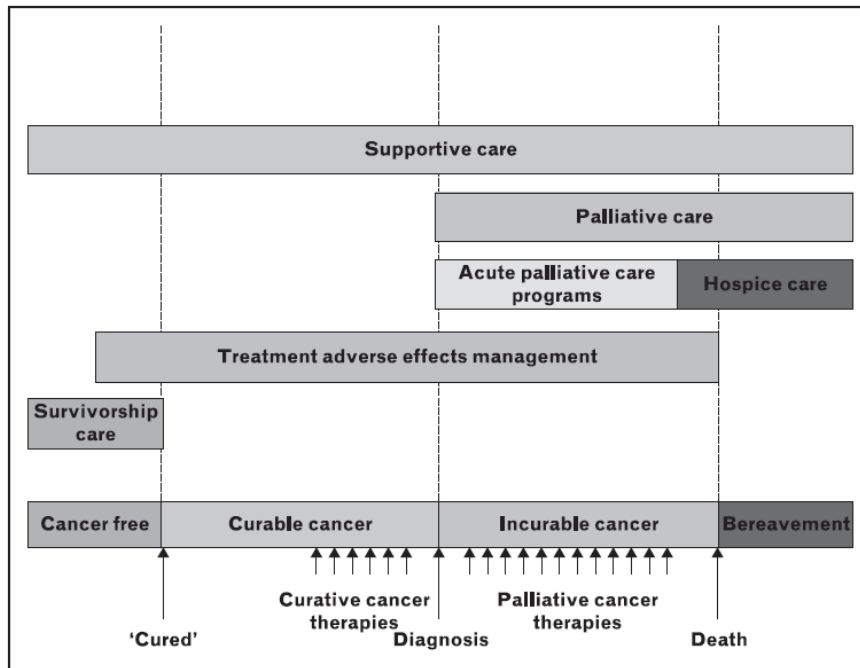 Supportive care
Palliative care
Acute palliative care
programs
Hospice care
Treatment adverse effects management
Survivorship
care
Cancer free
Curable cancer
Incurable cancer
Bereavement
Curative cancer
therapies
Palliative cancer
therapies
'Cured'
Diagnosis
Death